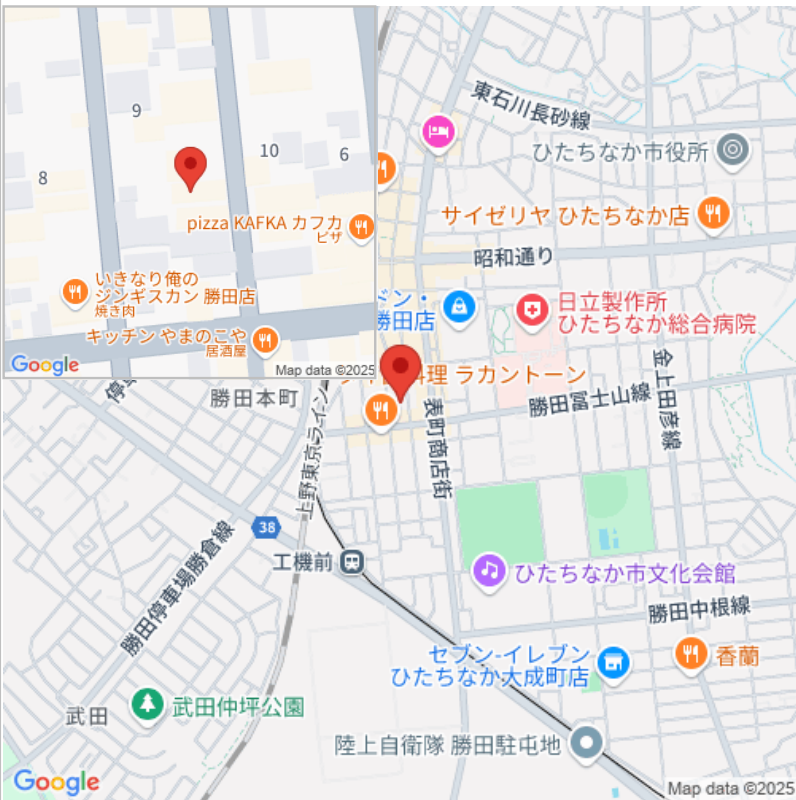 9
10
6
8
pizza KAFKA カフカ
ピザ
いきなり俺の
ジンギスカン 勝田店
焼き肉
キッチン やまのこや
居酒屋
Google
Map data ©2025
東石川長砂線
ひたちなか市役所
サイゼリヤ ひたちなか店
昭和通り
ドン・
勝田店
日立製作所
ひたちなか総合病院
料理 ラカントーン
勝田本町
勝田冨士山線
金上田彦線
表町商店街
上野東京ライン
38
工機前
勝田停車場勝倉線
ひたちなか市文化会館
勝田中根線
セブン-イレブン
ひたちなか大成町店
香蘭
武田
武田仲坪公園
陸上自衛隊 勝田駐屯地
Google
Map data ©2025